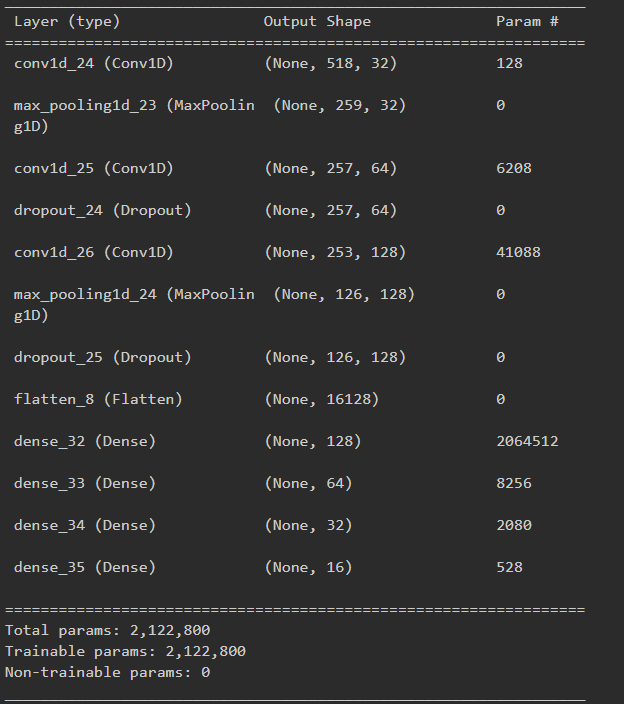 Layer (type) Output Shape Param #
=================================================================
conv1d_24 (Conv1D) (None, 518, 32) 128
max_pooling1d_23 (MaxPoolin (None, 259, 32) 0
g1D)
conv1d_25 (Conv1D) (None, 257, 64) 6208
dropout_24 (Dropout) (None, 257, 64) 0
conv1d_26 (Conv1D) (None, 253, 128) 41088
max_pooling1d_24 (MaxPoolin (None, 126, 128) 0
g1D)
dropout_25 (Dropout) (None, 126, 128) 0
flatten_8 (Flatten) (None, 16128) 0
dense_32 (Dense) (None, 128) 2064512
dense_33 (Dense) (None, 64) 8256
dense_34 (Dense) (None, 32) 2080
dense_35 (Dense) (None, 16) 528
=================================================================
Total params: 2,122,800
Trainable params: 2,122,800
Non-trainable params: 0